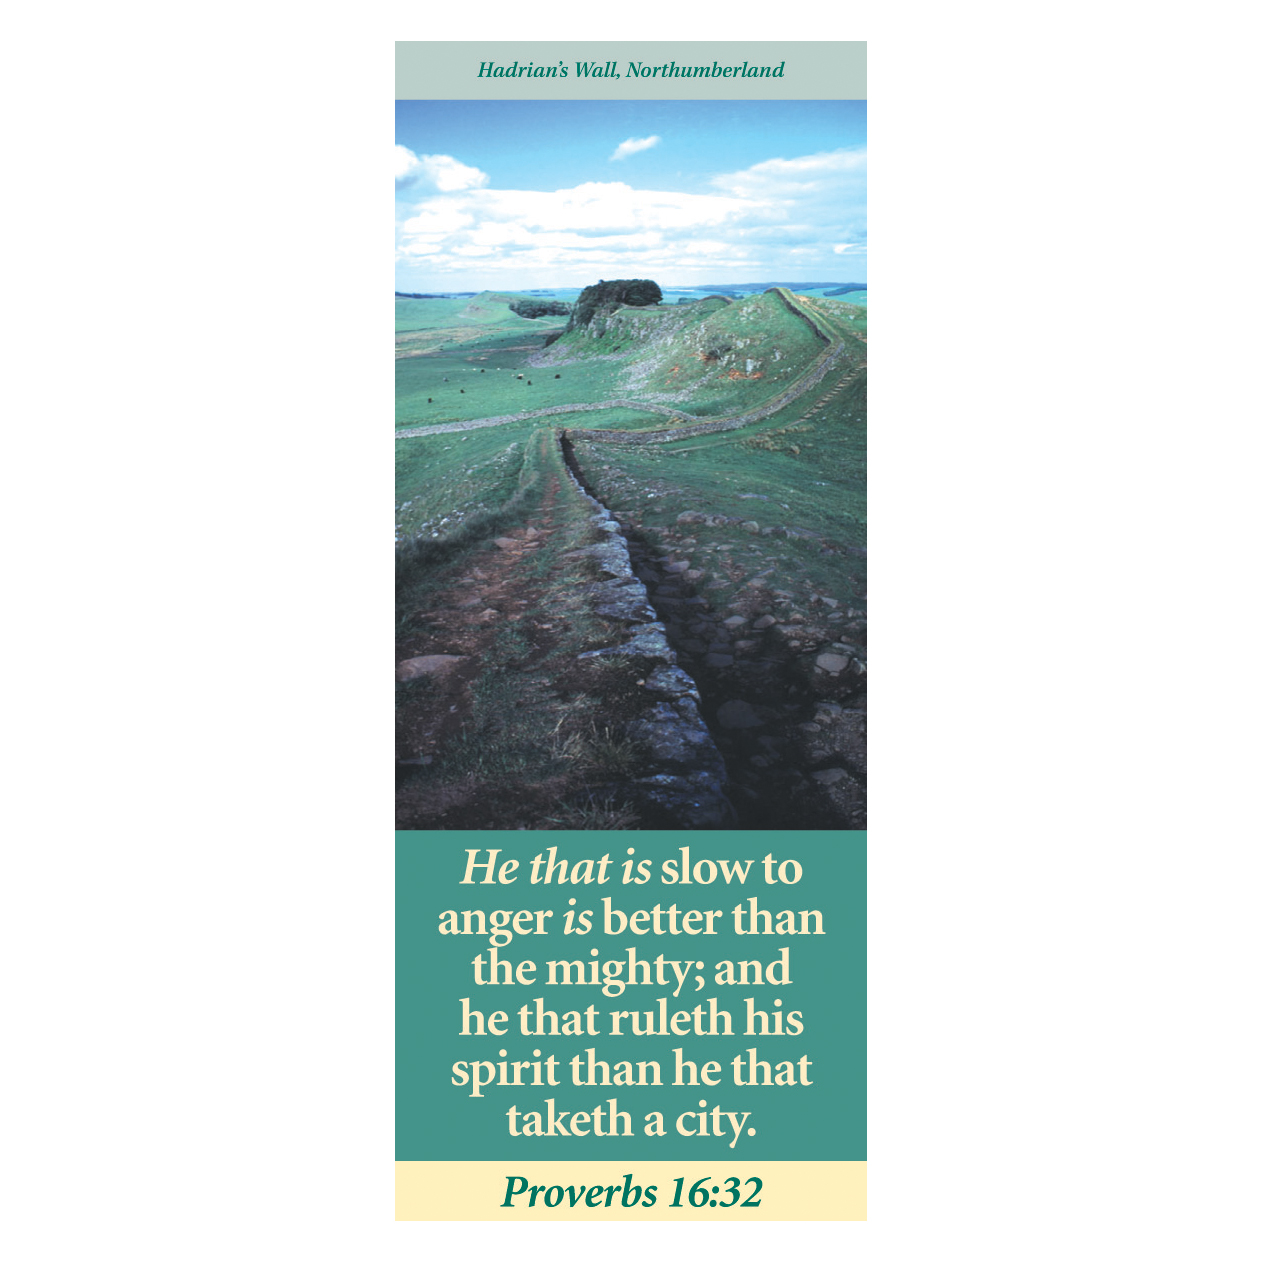 Hadrian’s Wall, Northumberland
He that is slow to
anger is better than
the mighty; and
he that ruleth his
spirit than he that
taketh a city.
Proverbs 16:32